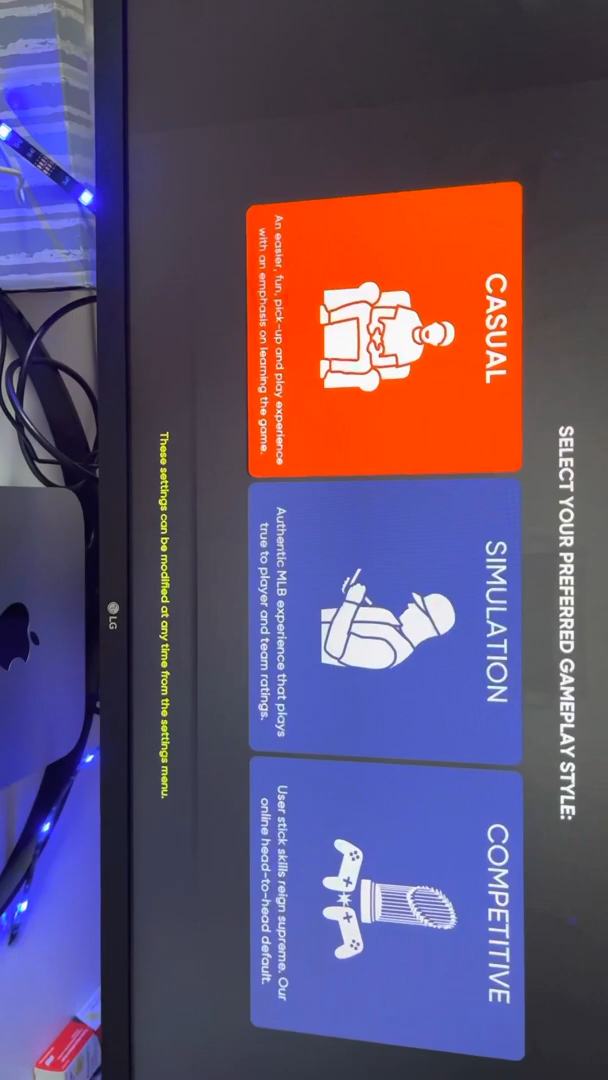 SELECT YOUR PREFERRED GAMEPLAY STYLE:
CASUAL
An easier, fun, pick-up and play experience
with an emphasis on learning the game.
SIMULATION
Authentic MLB experience that plays
true to player and team ratings.
COMPETITIVE
User stick skills reign supreme. Our
online head-to-head default.
These settings can be modified at any time from the settings menu.
LG